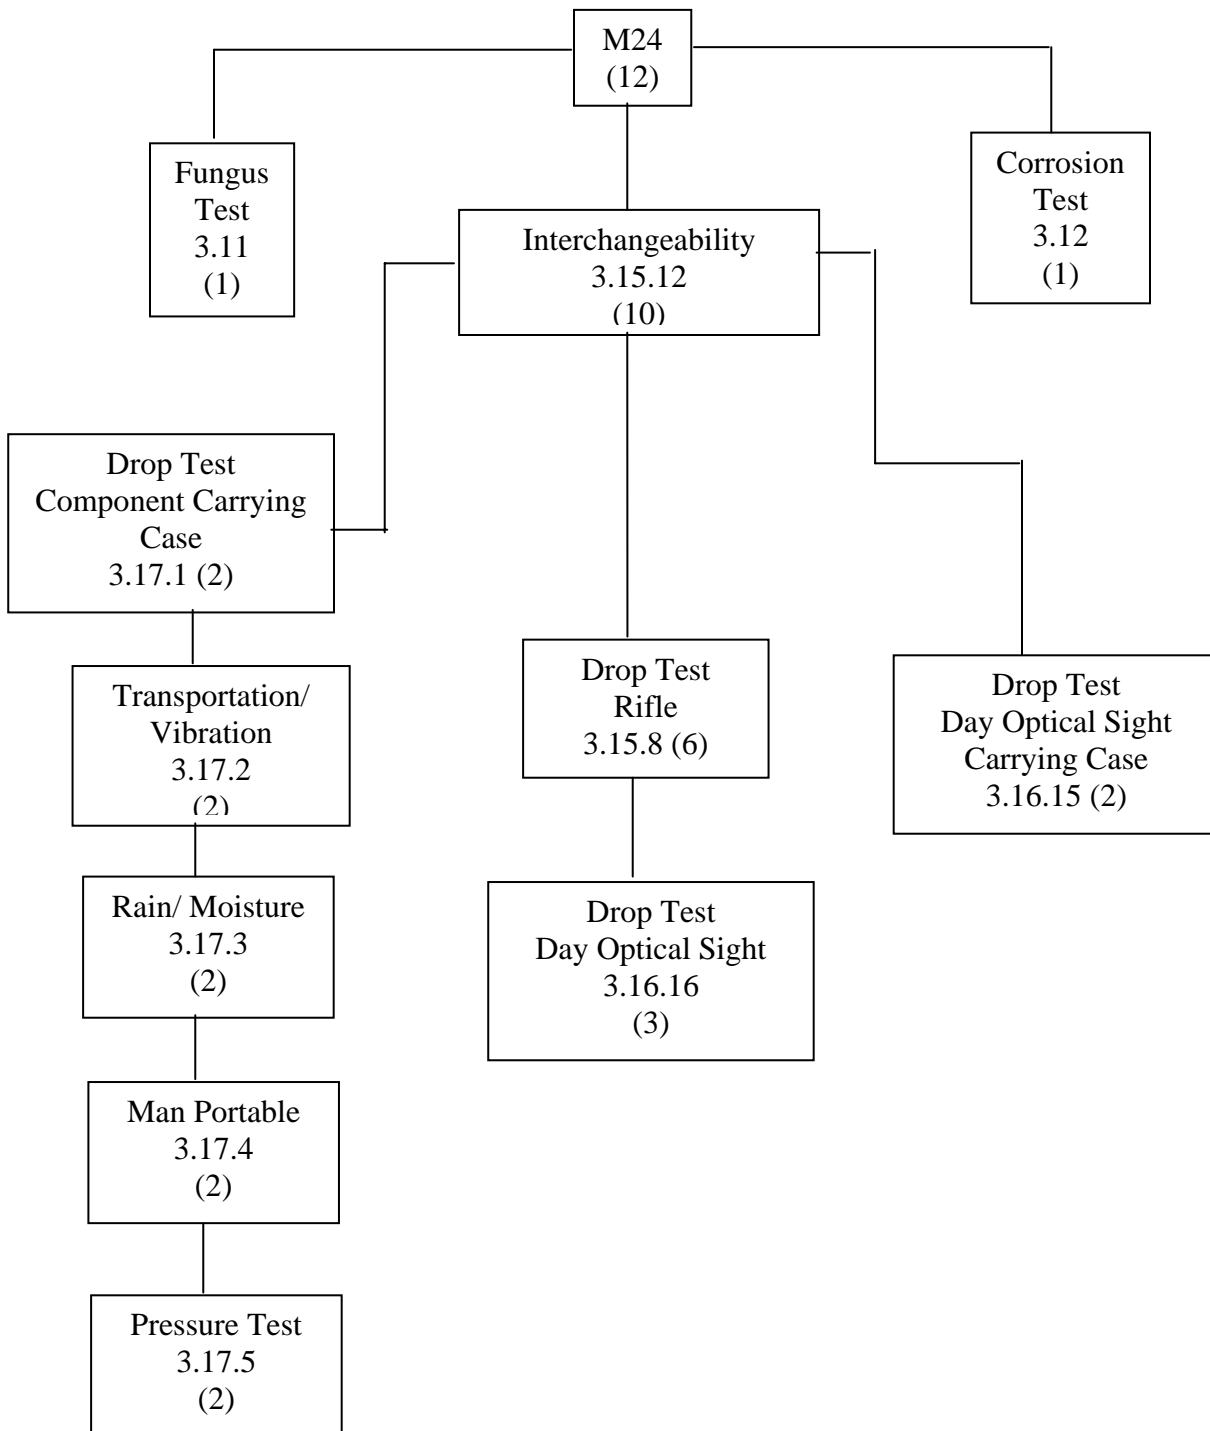 M24
(12)
Fungus
Test
3.11
(1)
Corrosion
Test
3.12
(1)
Interchangeability
3.15.12
(10)
Drop Test
Component Carrying
Case
3.17.1 (2)
Drop Test
Rifle
3.15.8 (6)
Drop Test
Day Optical Sight
Carrying Case
3.16.15 (2)
Transportation/
Vibration
3.17.2
(2)
Rain/ Moisture
3.17.3
(2)
Drop Test
Day Optical Sight
3.16.16
(3)
Man Portable
3.17.4
(2)
Pressure Test
3.17.5
(2)